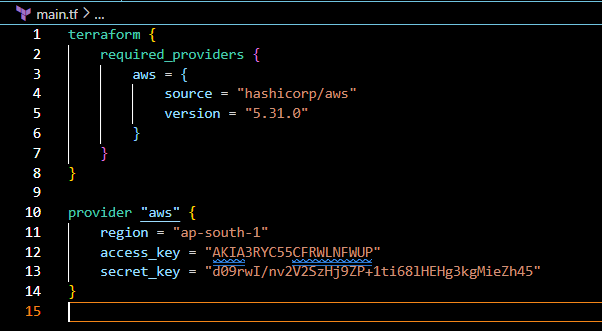 main.tf > ...
1 terraform {
2 required_providers {
3 aws = {
4 source = "hashicorp/aws"
5 version = "5.31.0"
6 }
7 }
8 }
9
10 provider "aws" {
11 region = "ap-south-1"
12 access_key = "AKIA3RYC55CFRWLNFWUP"
13 secret_key = "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"
14 }
15